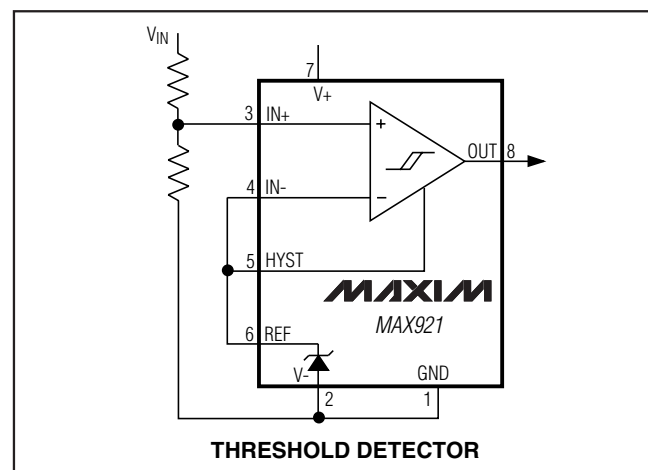 VIN
7
V+
3 IN+
+
OUT 8
4 IN-
−
5 HYST
MAXIM
MAX921
6 REF
V-
GND
2
1
THRESHOLD DETECTOR